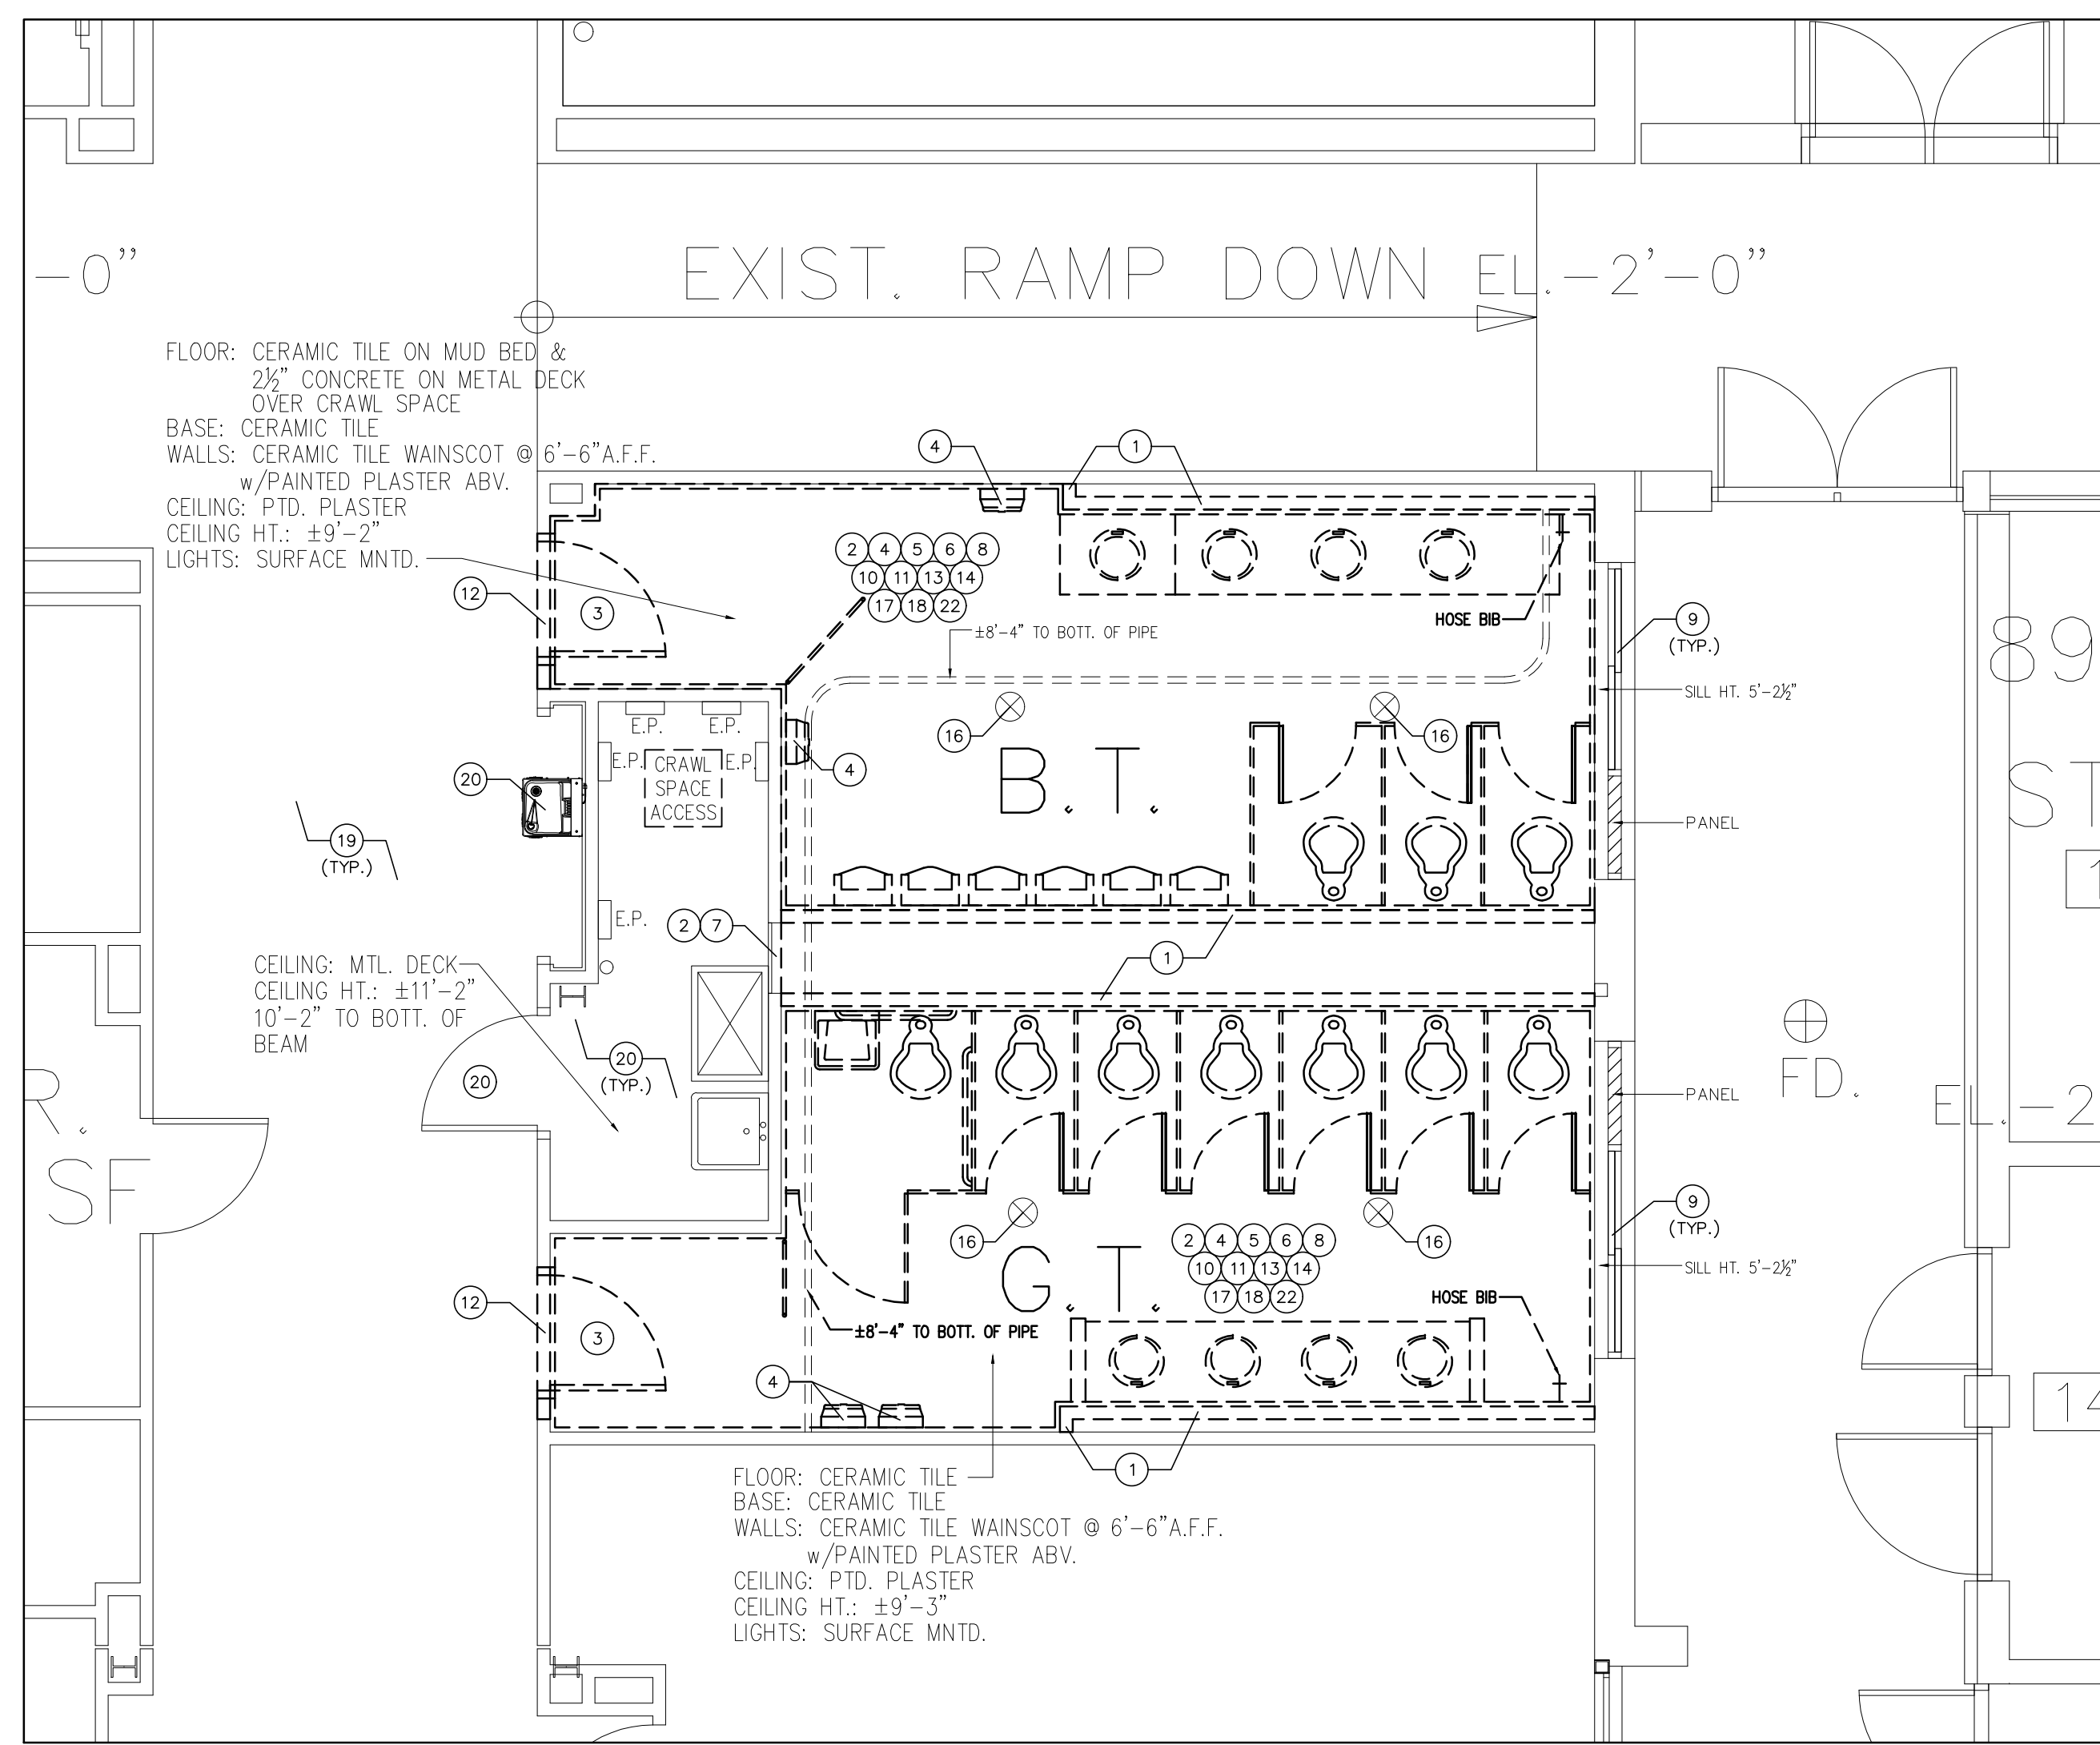 -0"
EXIST. RAMP DOWN EL.-2'-0"
FLOOR: CERAMIC TILE ON MUD BED &
2½" CONCRETE ON METAL DECK
OVER CRAWL SPACE
BASE: CERAMIC TILE
WALLS: CERAMIC TILE WAINSCOT @ 6'-6"A.F.F.
w/PAINTED PLASTER ABV.
CEILING: PTD. PLASTER
CEILING HT.: ±9'-2"
LIGHTS: SURFACE MNTD.
4
1
2 4 5 6 8
10 11 13 14
17 18 22
12
3
HOSE BIB
±8'-4" TO BOTT. OF PIPE
9
(TYP.)
89
SILL HT. 5'-2½"
16
16
E.P.
E.P.
E.P.
E.P.
CRAWL
SPACE
ACCESS
4
B.T.
20
ST
19
(TYP.)
PANEL
1
E.P.
2 7
1
CEILING: MTL. DECK
CEILING HT.: ±11'-2"
10'-2" TO BOTT. OF
BEAM
20
20
(TYP.)
FD.
PANEL
EL.-2
SF
9
(TYP.)
16
16
2 4 5 6 8
10 11 13 14
17 18 22
G.T.
SILL HT. 5'-2½"
12
3
HOSE BIB
±8'-4" TO BOTT. OF PIPE
4
14
1
FLOOR: CERAMIC TILE
BASE: CERAMIC TILE
WALLS: CERAMIC TILE WAINSCOT @ 6'-6"A.F.F.
w/PAINTED PLASTER ABV.
CEILING: PTD. PLASTER
CEILING HT.: ±9'-3"
LIGHTS: SURFACE MNTD.